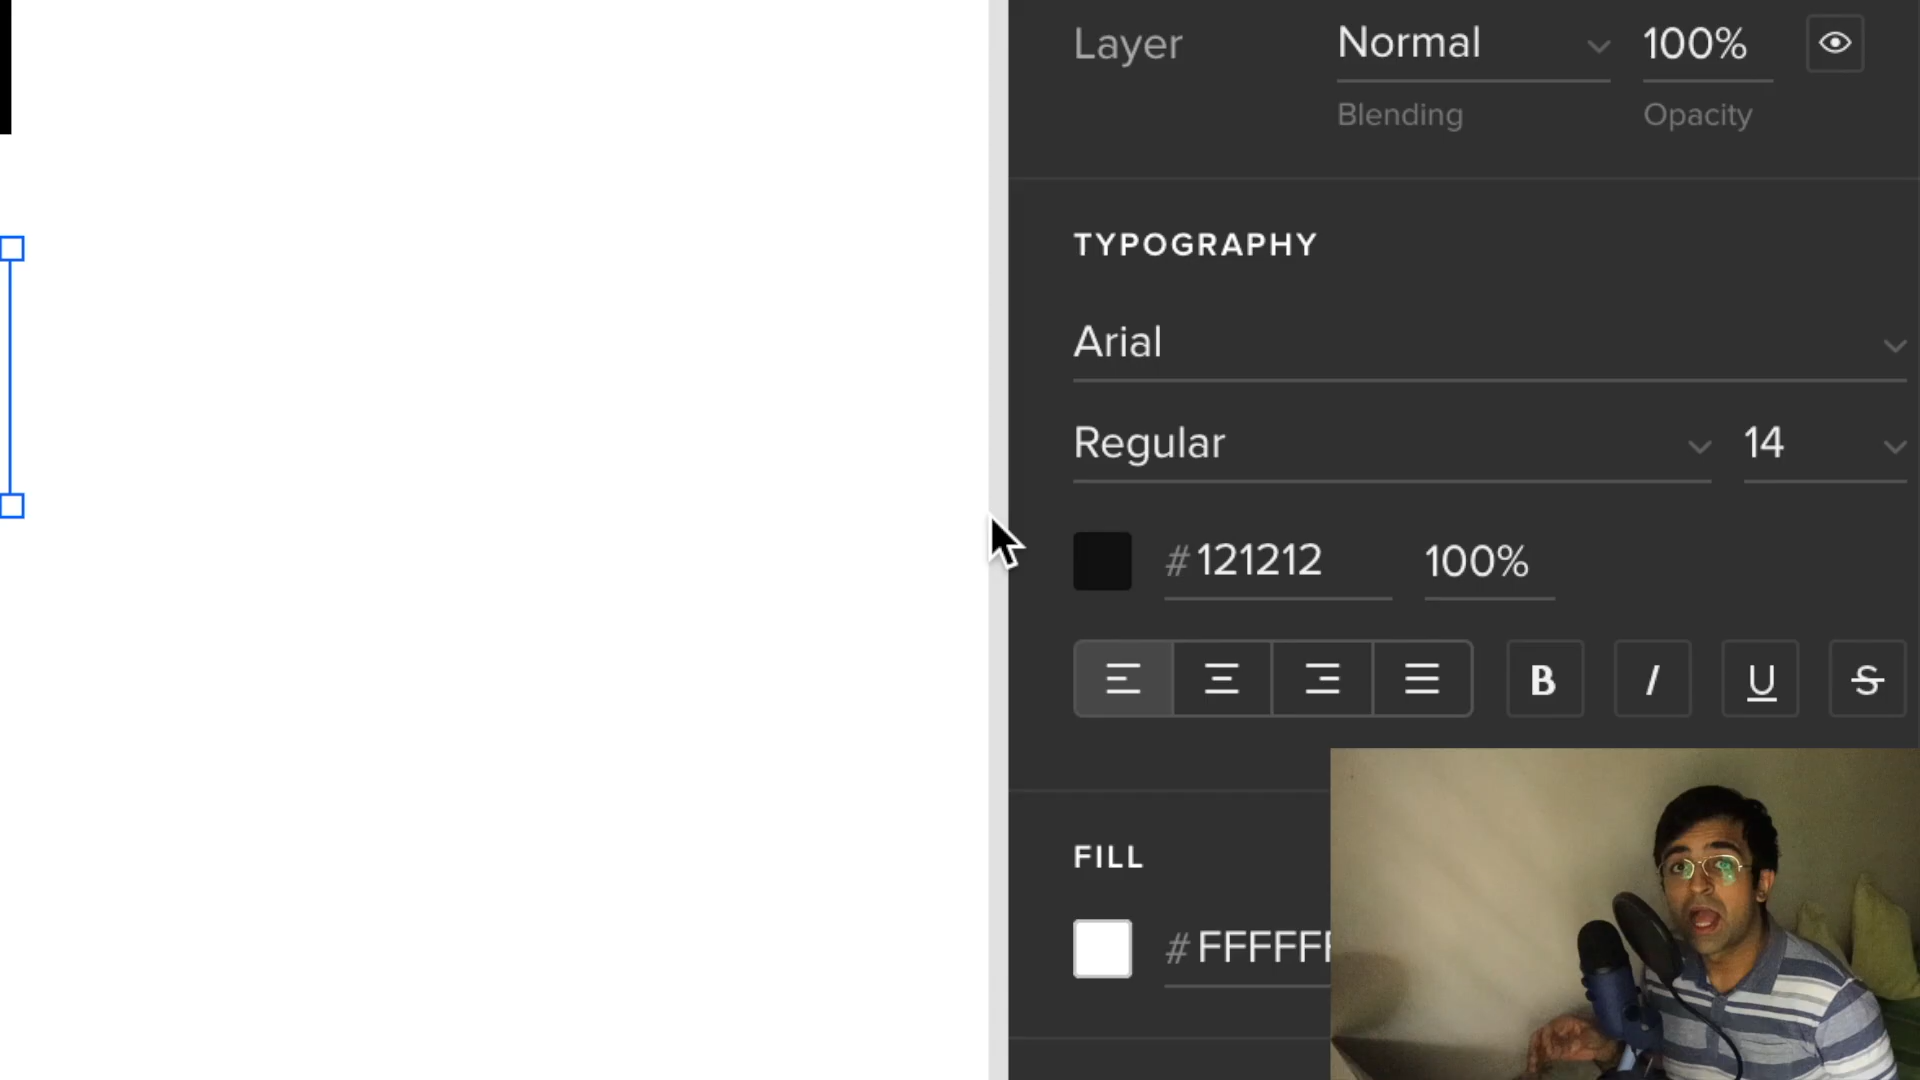 Layer Normal 100%
Blending Opacity
TYPOGRAPHY
Arial
Regular 14
#121212 100%
B I U S
FILL
#FFFFF